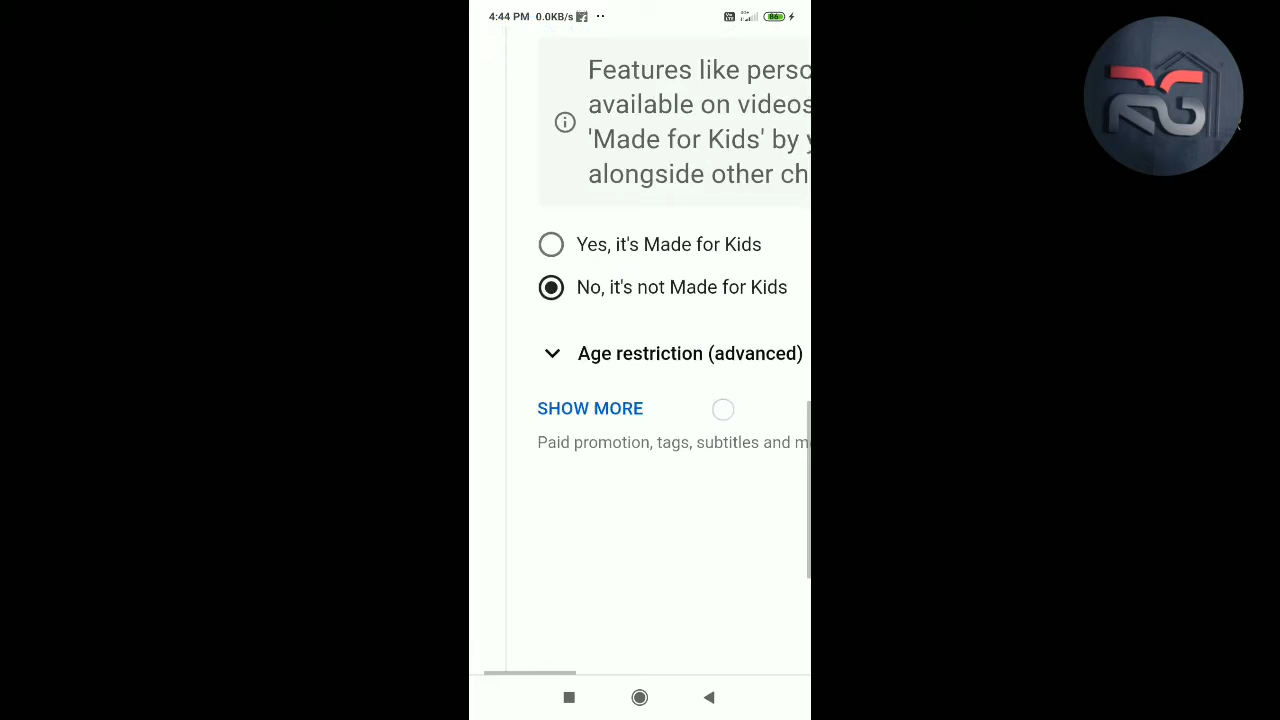 4:44 PM 0.0KB/s
86
Features like perso
available on videos
'Made for Kids' by y
alongside other ch
Yes, it's Made for Kids
No, it's not Made for Kids
Age restriction (advanced)
SHOW MORE
Paid promotion, tags, subtitles and mo